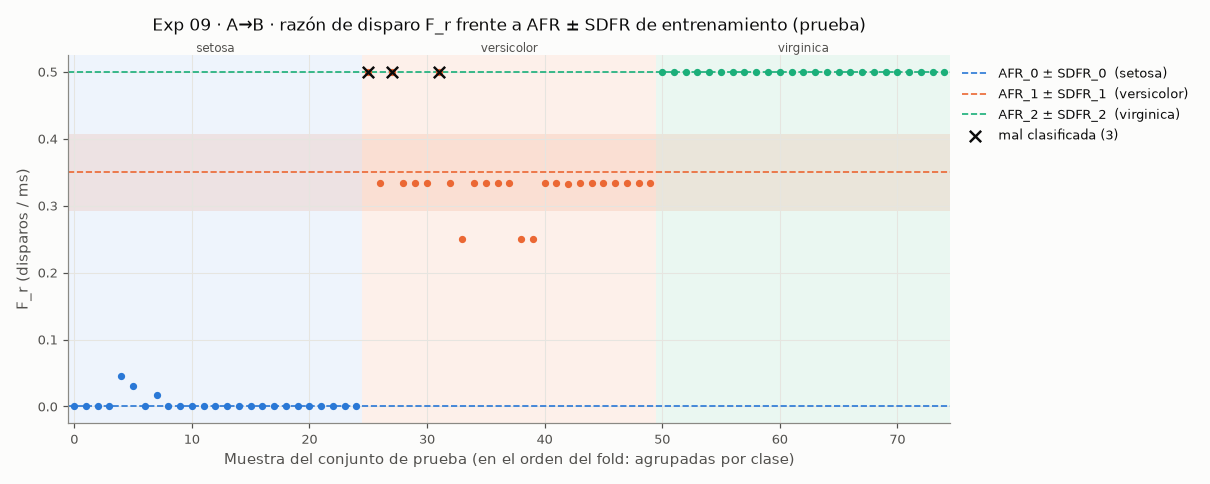 Exp 09 · A→B · razón de disparo F_r frente a AFR ± SDFR de entrenamiento (prueba)
setosa
versicolor
virginica
F_r (disparos / ms)
0.5
0.4
0.3
0.2
0.1
0.0
0
10
20
30
40
50
60
70
Muestra del conjunto de prueba (en el orden del fold: agrupadas por clase)
AFR_0 ± SDFR_0 (setosa)
AFR_1 ± SDFR_1 (versicolor)
AFR_2 ± SDFR_2 (virginica)
mal clasificada (3)